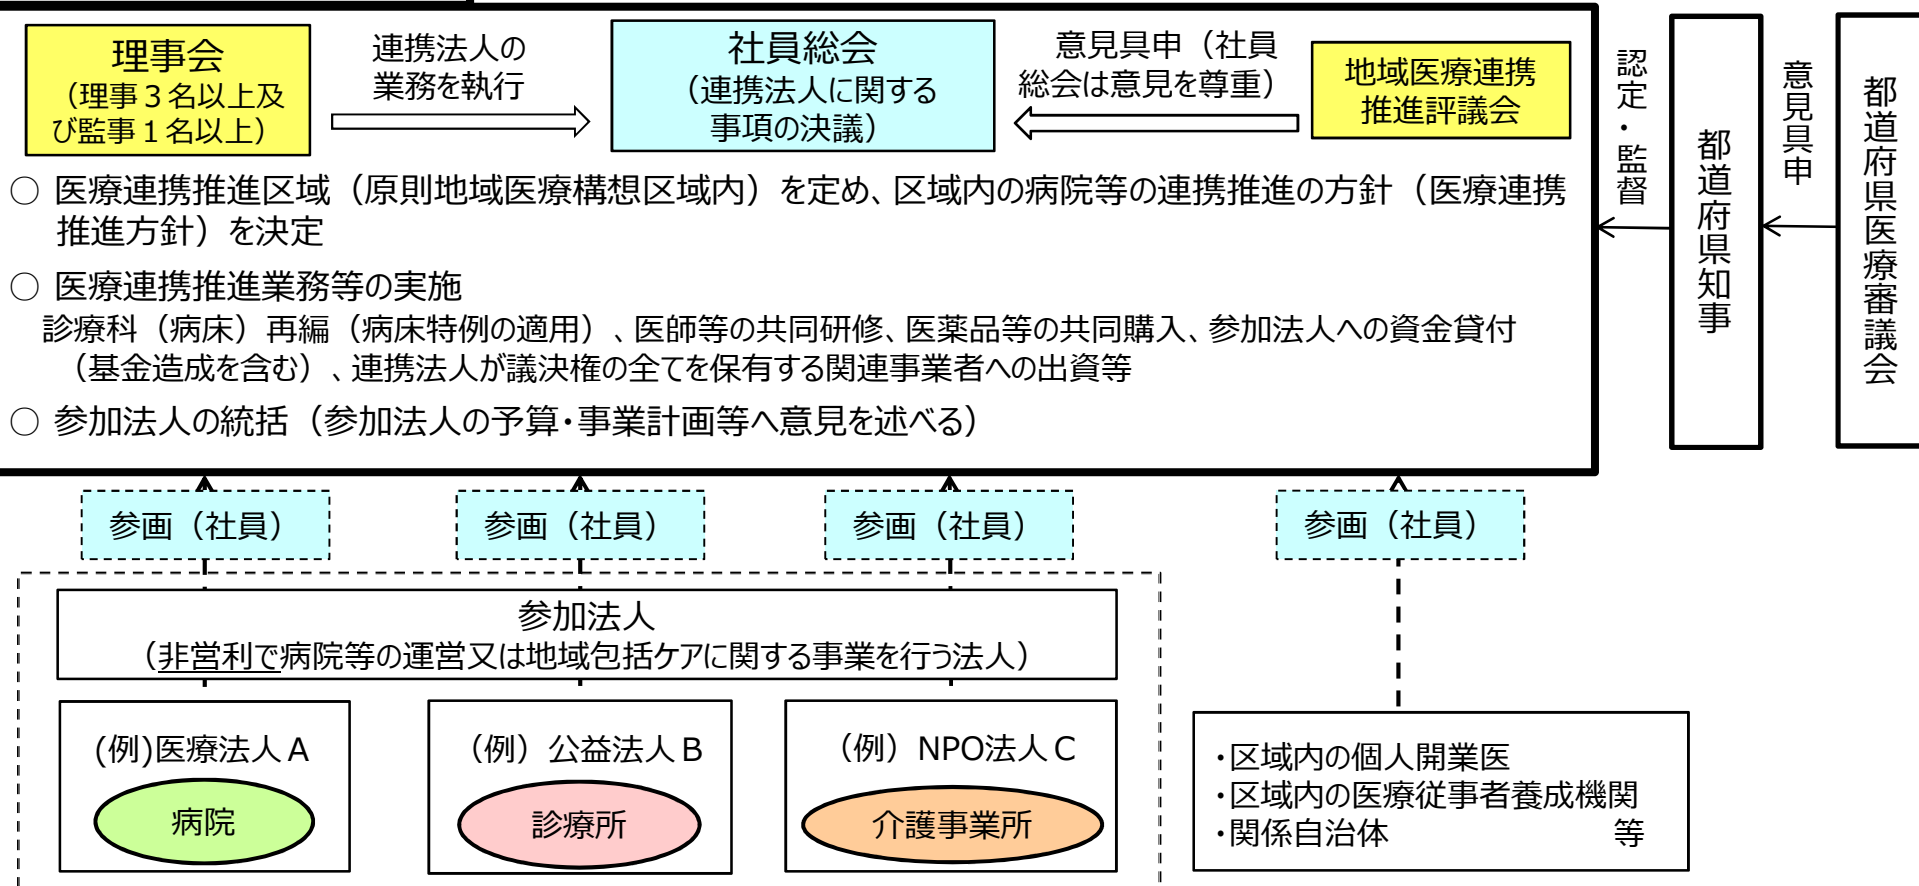 理事会
（理事３名以上及
び監事１名以上）
連携法人の
業務を執行
社員総会
（連携法人に関する
事項の決議）
意見具申（社員
総会は意見を尊重）
地域医療連携
推進評議会
認定・監督
都道府県知事
意見具申
都道府県医療審議会
○ 医療連携推進区域（原則地域医療構想区域内）を定め、区域内の病院等の連携推進の方針（医療連携
推進方針）を決定
○ 医療連携推進業務等の実施
診療科（病床）再編（病床特例の適用）、医師等の共同研修、医薬品等の共同購入、参加法人への資金貸付
（基金造成を含む）、連携法人が議決権の全てを保有する関連事業者への出資等
○ 参加法人の統括（参加法人の予算・事業計画等へ意見を述べる）
参画（社員）
参画（社員）
参画（社員）
参画（社員）
参加法人
（非営利で病院等の運営又は地域包括ケアに関する事業を行う法人）
(例)医療法人Ａ
病院
（例）公益法人Ｂ
診療所
（例）NPO法人Ｃ
介護事業所
・区域内の個人開業医
・区域内の医療従事者養成機関
・関係自治体　　　　　　　等